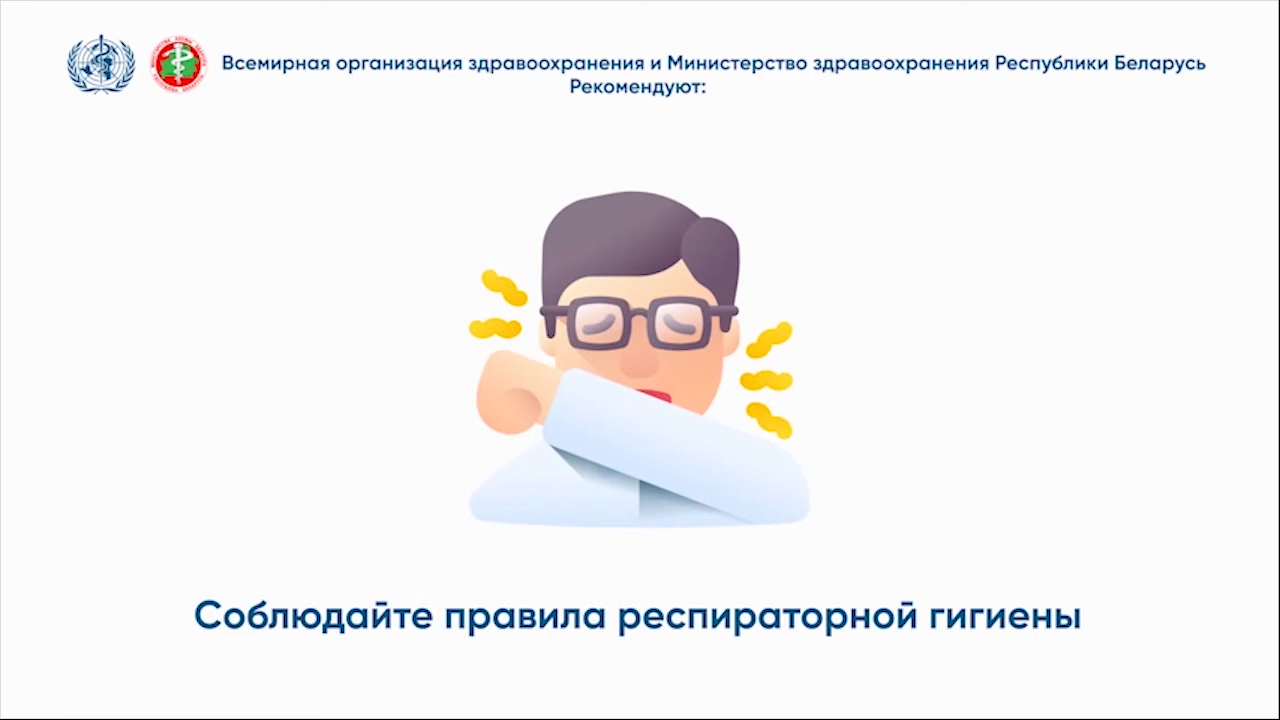 Всемирная организация здравоохранения и Министерство здравоохранения Республики Беларусь
Рекомендуют:
Соблюдайте правила респираторной гигиены